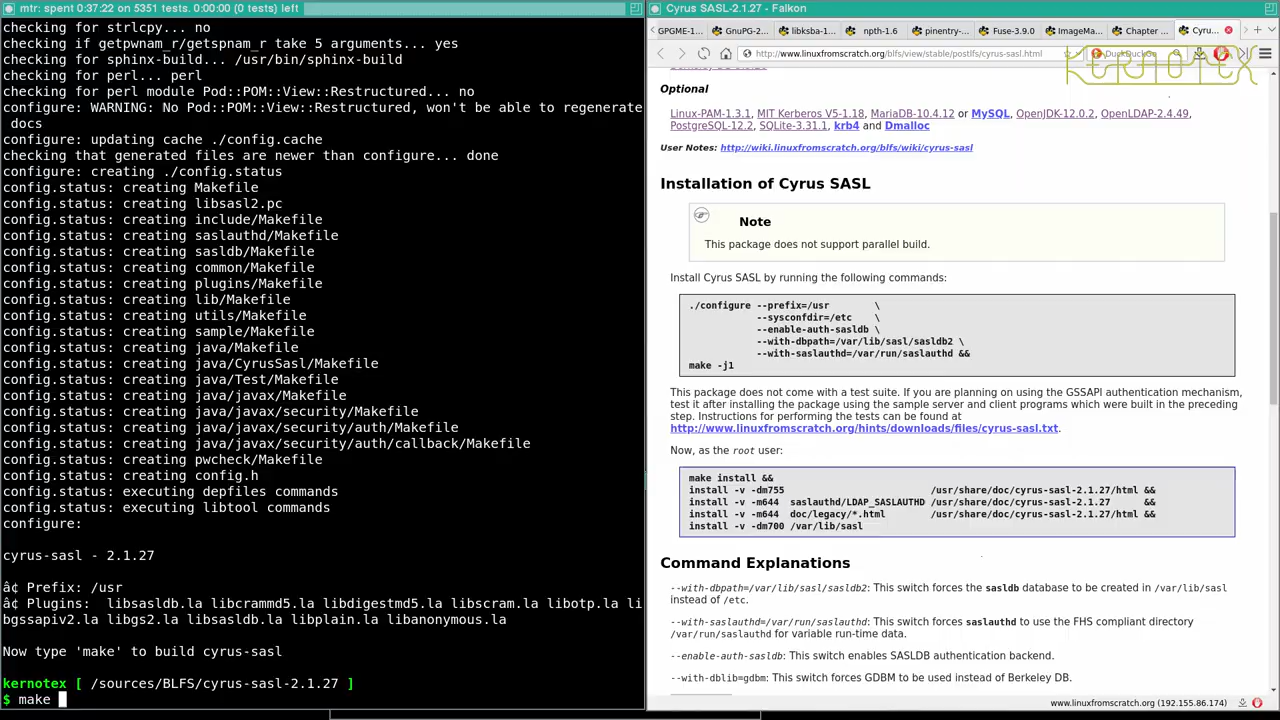 mtr: spent 0:37:22 on 5351 tests. 0:00:00 (0 tests) left
checking for strlcpy... no
checking if getpwnam_r/getspnam_r take 5 arguments... yes
checking for sphinx-build... /usr/bin/sphinx-build
checking for perl... perl
checking for perl module Pod::POM::View::Restructured... no
configure: WARNING: No Pod::POM::View::Restructured, won't be able to regenerate
 docs
configure: updating cache ./config.cache
checking that generated files are newer than configure... done
configure: creating ./config.status
config.status: creating Makefile
config.status: creating libsasl2.pc
config.status: creating include/Makefile
config.status: creating saslauthd/Makefile
config.status: creating sasldb/Makefile
config.status: creating common/Makefile
config.status: creating plugins/Makefile
config.status: creating lib/Makefile
config.status: creating utils/Makefile
config.status: creating sample/Makefile
config.status: creating java/Makefile
config.status: creating java/CyrusSasl/Makefile
config.status: creating java/Test/Makefile
config.status: creating java/javax/Makefile
config.status: creating java/javax/security/Makefile
config.status: creating java/javax/security/auth/Makefile
config.status: creating java/javax/security/auth/callback/Makefile
config.status: creating pwcheck/Makefile
config.status: creating config.h
config.status: executing depfiles commands
config.status: executing libtool commands
configure:
cyrus-sasl - 2.1.27
â¢ Prefix: /usr
â¢ Plugins:  libsasldb.la libcrammd5.la libdigestmd5.la libscram.la libotp.la li
bgssapiv2.la libgs2.la libsasldb.la libplain.la libanonymous.la
Now type 'make' to build cyrus-sasl
kernotex [ /sources/BLFS/cyrus-sasl-2.1.27 ]
$ make
Cyrus SASL-2.1.27 - Falkon
GPGME-1... GnuPG-2... libksba-1... npth-1.6 pinentry-... Fuse-3.9.0 ImageMa... Chapter ... Cyru...
http://www.linuxfromscratch.org/blfs/view/stable/postlfs/cyrus-sasl.html DuckDuckGo
KERNOTEX
Optional
Linux-PAM-1.3.1, MIT Kerberos V5-1.18, MariaDB-10.4.12 or MySQL, OpenJDK-12.0.2, OpenLDAP-2.4.49,
PostgreSQL-12.2, SQLite-3.31.1, krb4 and Dmalloc
User Notes: http://wiki.linuxfromscratch.org/blfs/wiki/cyrus-sasl
Installation of Cyrus SASL
Note
This package does not support parallel build.
Install Cyrus SASL by running the following commands:
./configure --prefix=/usr \
--sysconfdir=/etc \
--enable-auth-sasldb \
--with-dbpath=/var/lib/sasl/sasldb2 \
--with-saslauthd=/var/run/saslauthd &&
make -j1
This package does not come with a test suite. If you are planning on using the GSSAPI authentication mechanism,
test it after installing the package using the sample server and client programs which were built in the preceding
step. Instructions for performing the tests can be found at
http://www.linuxfromscratch.org/hints/downloads/files/cyrus-sasl.txt.
Now, as the root user:
make install &&
install -v -dm755 /usr/share/doc/cyrus-sasl-2.1.27/html &&
install -v -m644 saslauthd/LDAP_SASLAUTHD /usr/share/doc/cyrus-sasl-2.1.27 &&
install -v -m644 doc/legacy/*.html /usr/share/doc/cyrus-sasl-2.1.27/html &&
install -v -dm700 /var/lib/sasl
Command Explanations
--with-dbpath=/var/lib/sasl/sasldb2: This switch forces the sasldb database to be created in /var/lib/sasl
instead of /etc.
--with-saslauthd=/var/run/saslauthd: This switch forces saslauthd to use the FHS compliant directory
/var/run/saslauthd for variable run-time data.
--enable-auth-sasldb: This switch enables SASLDB authentication backend.
--with-dblib=gdbm: This switch forces GDBM to be used instead of Berkeley DB.
www.linuxfromscratch.org (192.155.86.174)